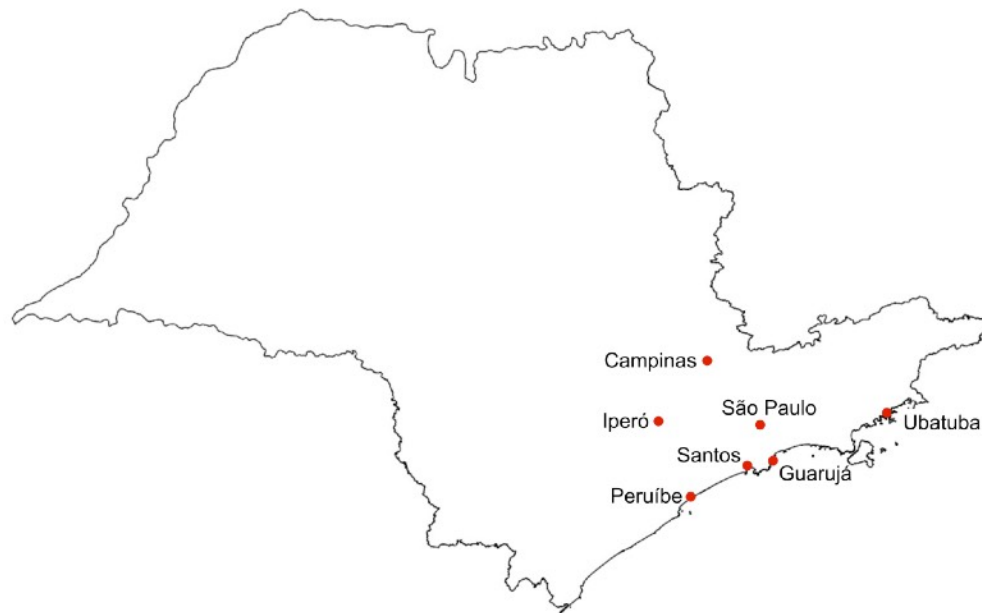 Campinas
São Paulo
Iperó
Ubatuba
Santos
Guarujá
Peruíbe